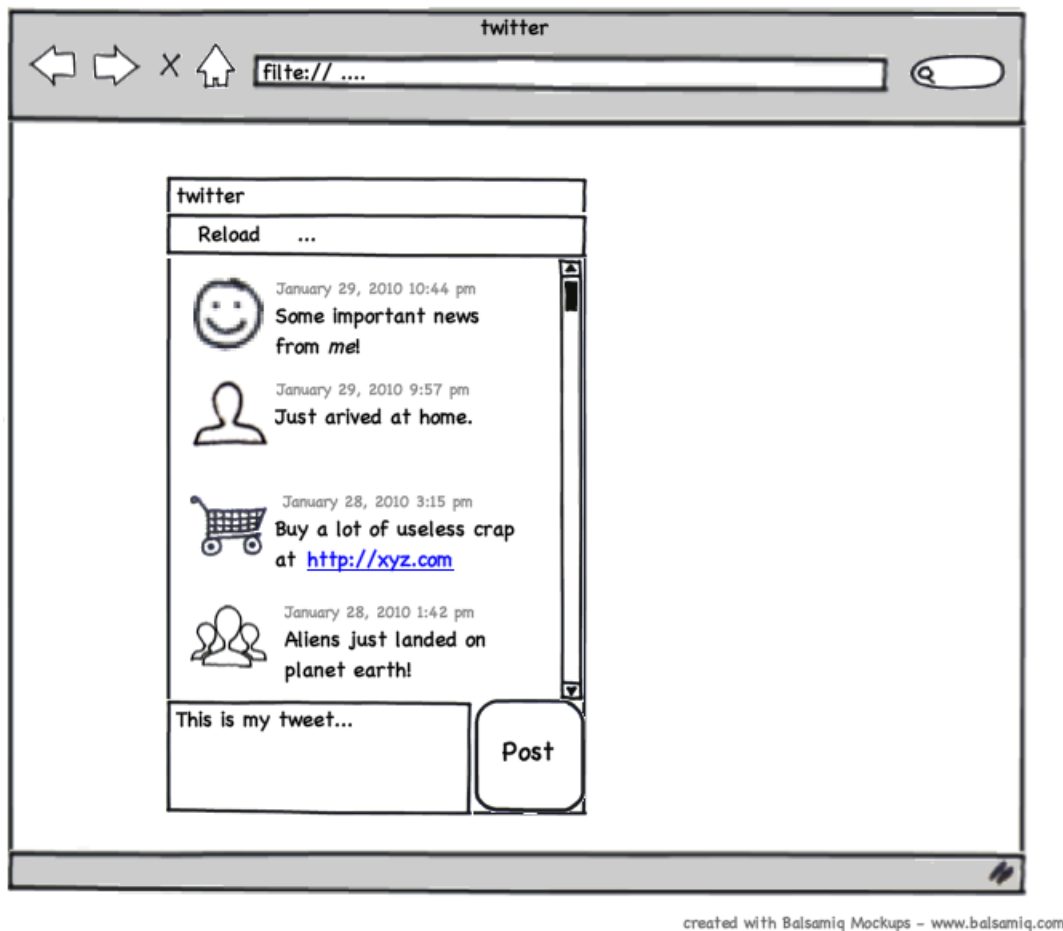 twitter
filte:// ....
twitter
Reload ...
January 29, 2010 10:44 pm
Some important news
from me!
January 29, 2010 9:57 pm
Just arived at home.
January 28, 2010 3:15 pm
Buy a lot of useless crap
at http://xyz.com
January 28, 2010 1:42 pm
Aliens just landed on
planet earth!
This is my tweet...
Post
created with Balsamiq Mockups - www.balsamiq.com